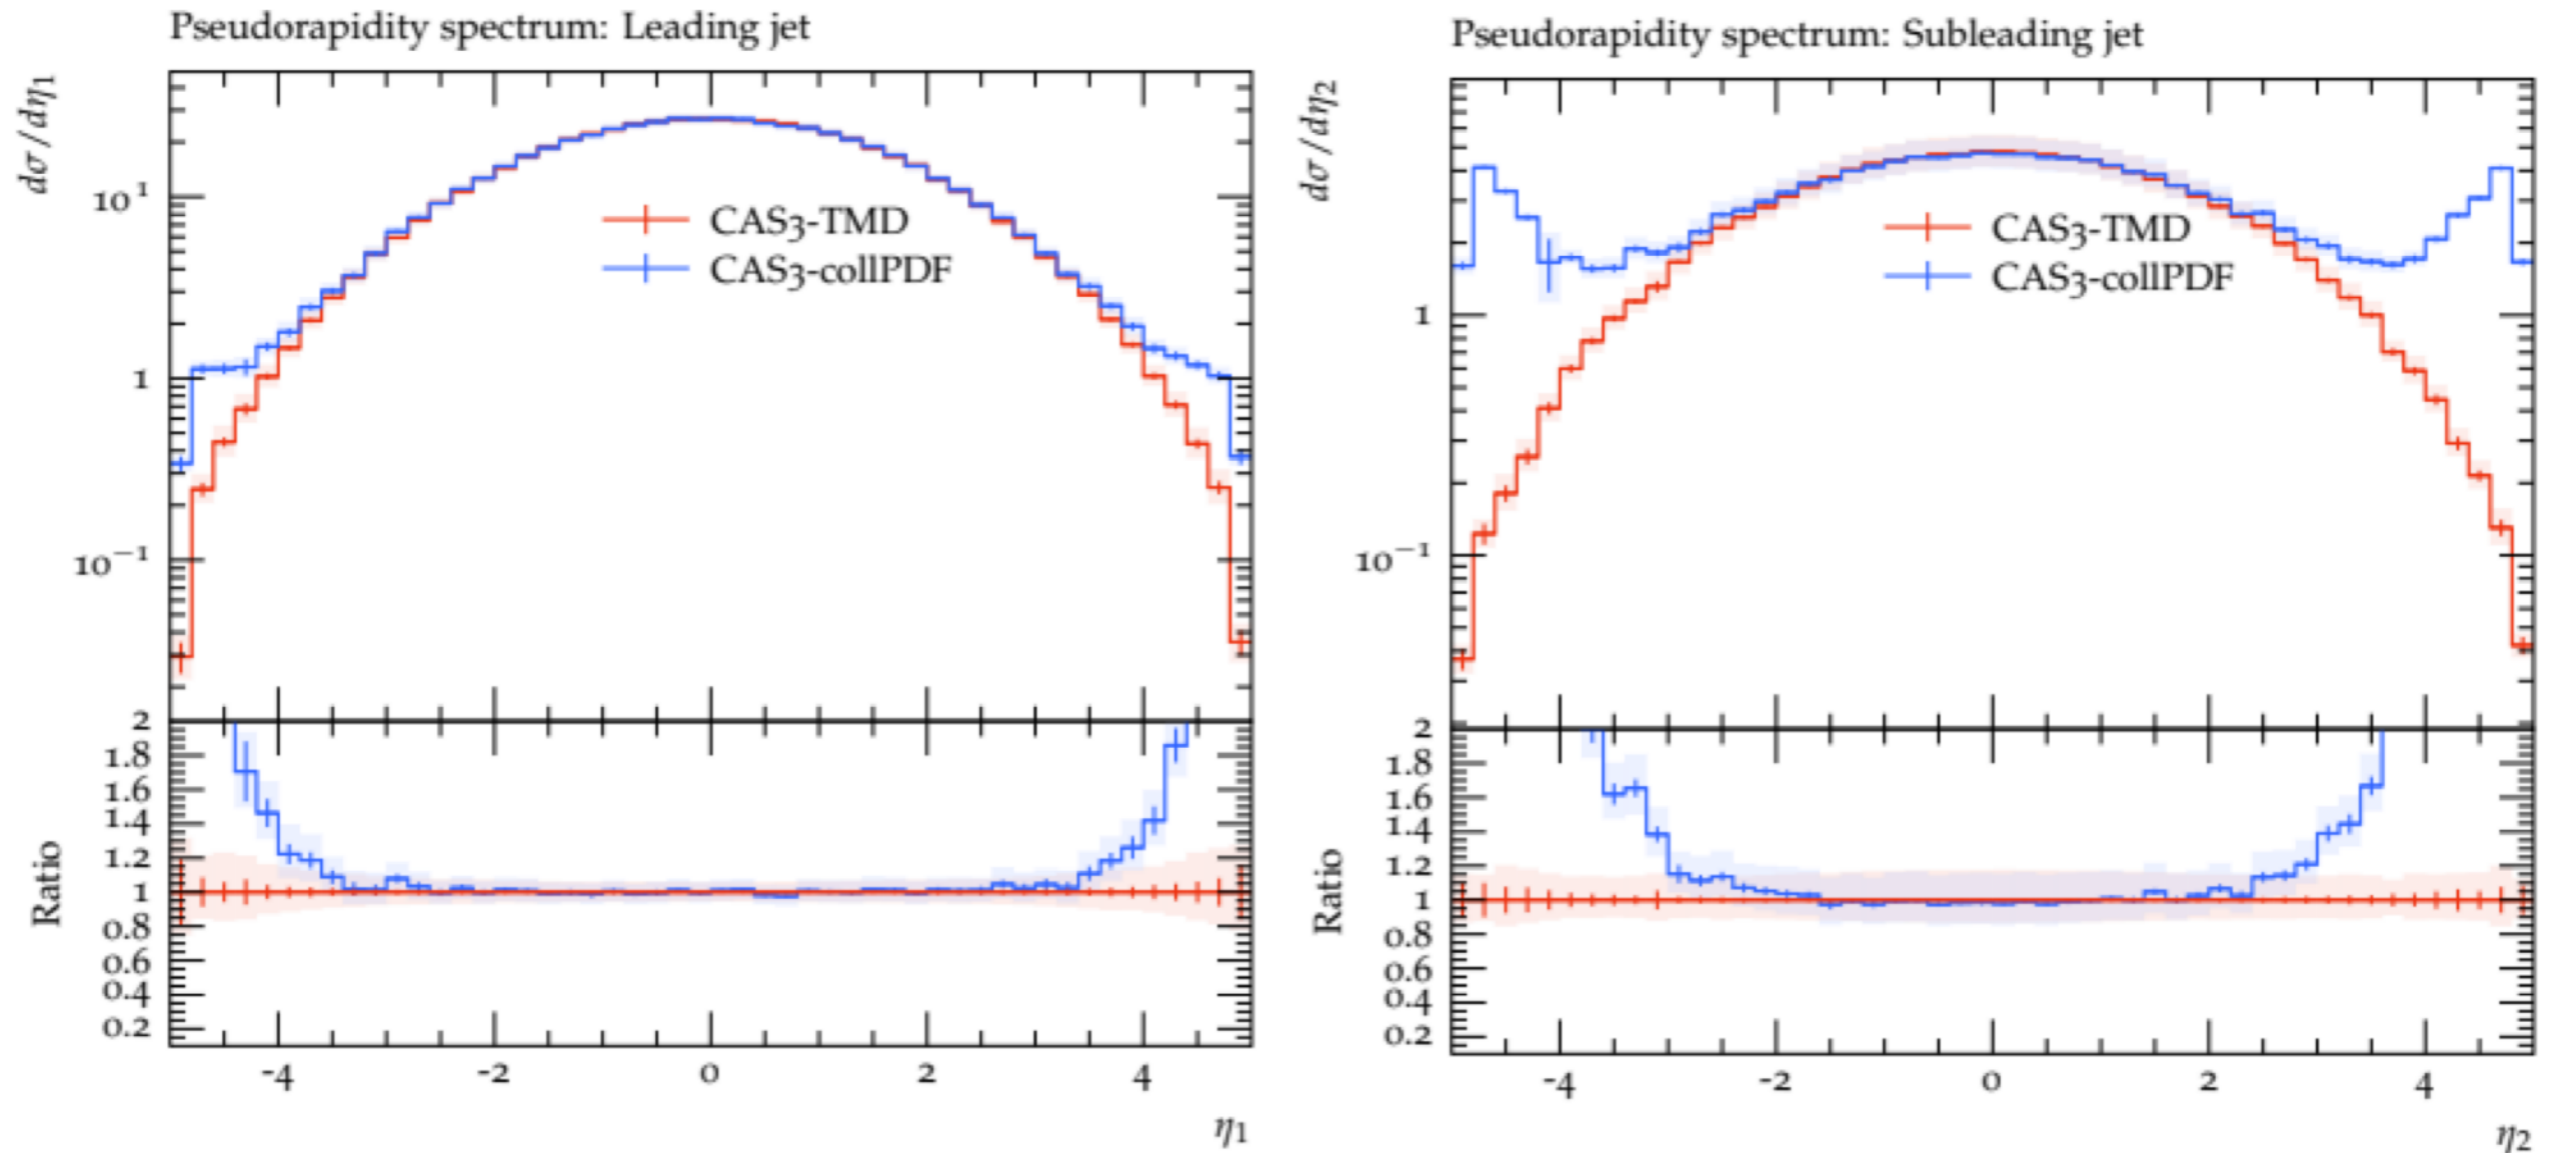 Pseudorapidity spectrum: Leading jet
dσ/dη1
10^1
1
10^−1
CAS3-TMD
CAS3-collPDF
2
1.8
1.6
1.4
1.2
1
0.8
0.6
0.4
0.2
Ratio
-4 -2 0 2 4
η1
Pseudorapidity spectrum: Subleading jet
dσ/dη2
1
10^−1
CAS3-TMD
CAS3-collPDF
2
1.8
1.6
1.4
1.2
1
0.8
0.6
0.4
0.2
Ratio
-4 -2 0 2 4
η2